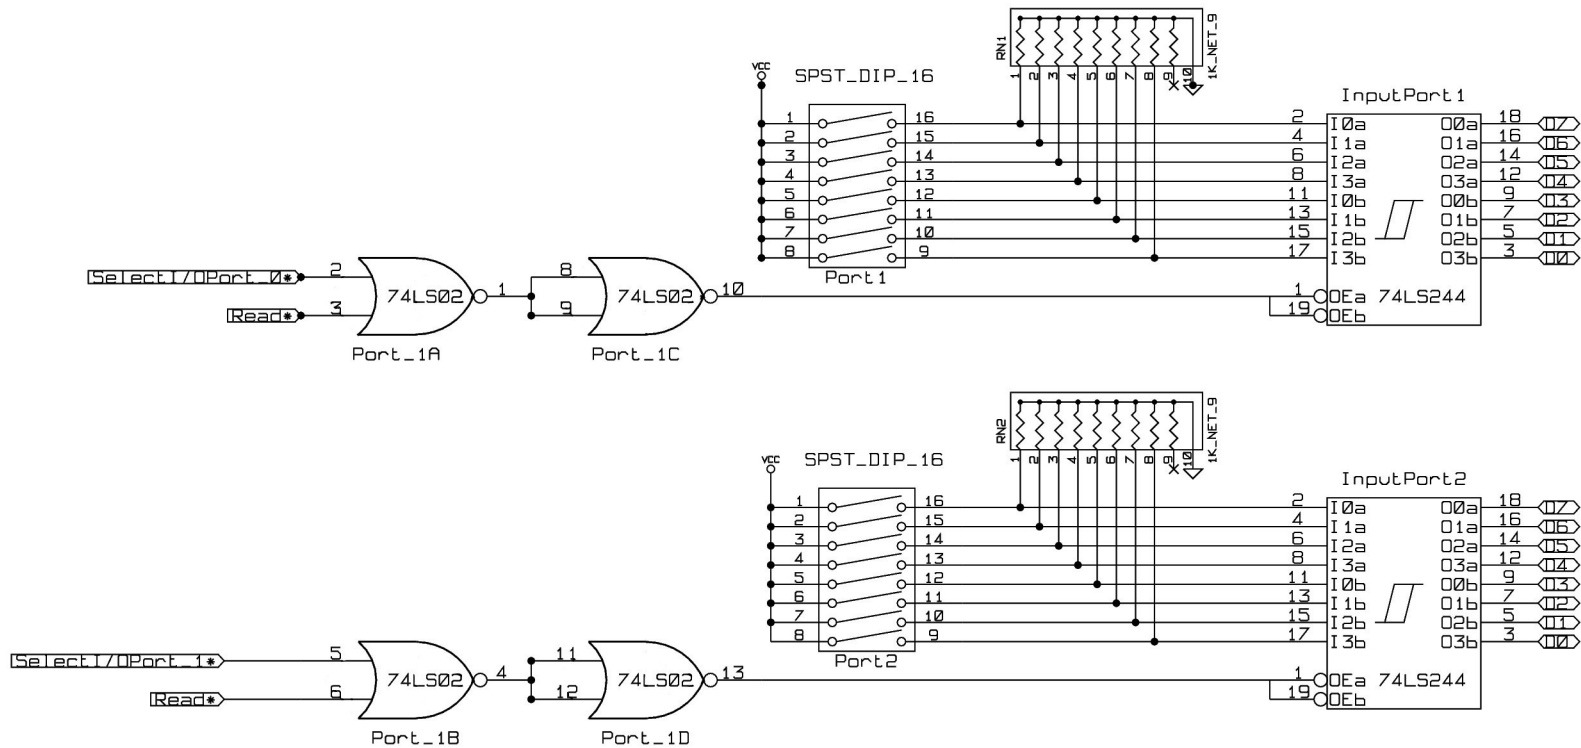 RN1
1 2 3 4 5 6 7 8 9 10
1K_NET_9
VCC
SPST_DIP_16
InputPort1
1 16 2 I0a O0a 18 D7
2 15 4 I1a O1a 16 D6
3 14 6 I2a O2a 14 D5
4 13 8 I3a O3a 12 D4
5 12 11 I0b O0b 9 D3
6 11 13 I1b O1b 7 D2
7 10 15 I2b O2b 5 D1
8 9 17 I3b O3b 3 D0
Port1
SelectI/OPort_0* 2
Read* 3
74LS02 1
8
9
74LS02 10
1 OEa 74LS244
19 OEb
Port_1A
Port_1C
RN2
1 2 3 4 5 6 7 8 9 10
1K_NET_9
VCC
SPST_DIP_16
InputPort2
1 16 2 I0a O0a 18 D7
2 15 4 I1a O1a 16 D6
3 14 6 I2a O2a 14 D5
4 13 8 I3a O3a 12 D4
5 12 11 I0b O0b 9 D3
6 11 13 I1b O1b 7 D2
7 10 15 I2b O2b 5 D1
8 9 17 I3b O3b 3 D0
Port2
SelectI/OPort_1* 5
Read* 6
74LS02 4
11
12
74LS02 13
1 OEa 74LS244
19 OEb
Port_1B
Port_1D